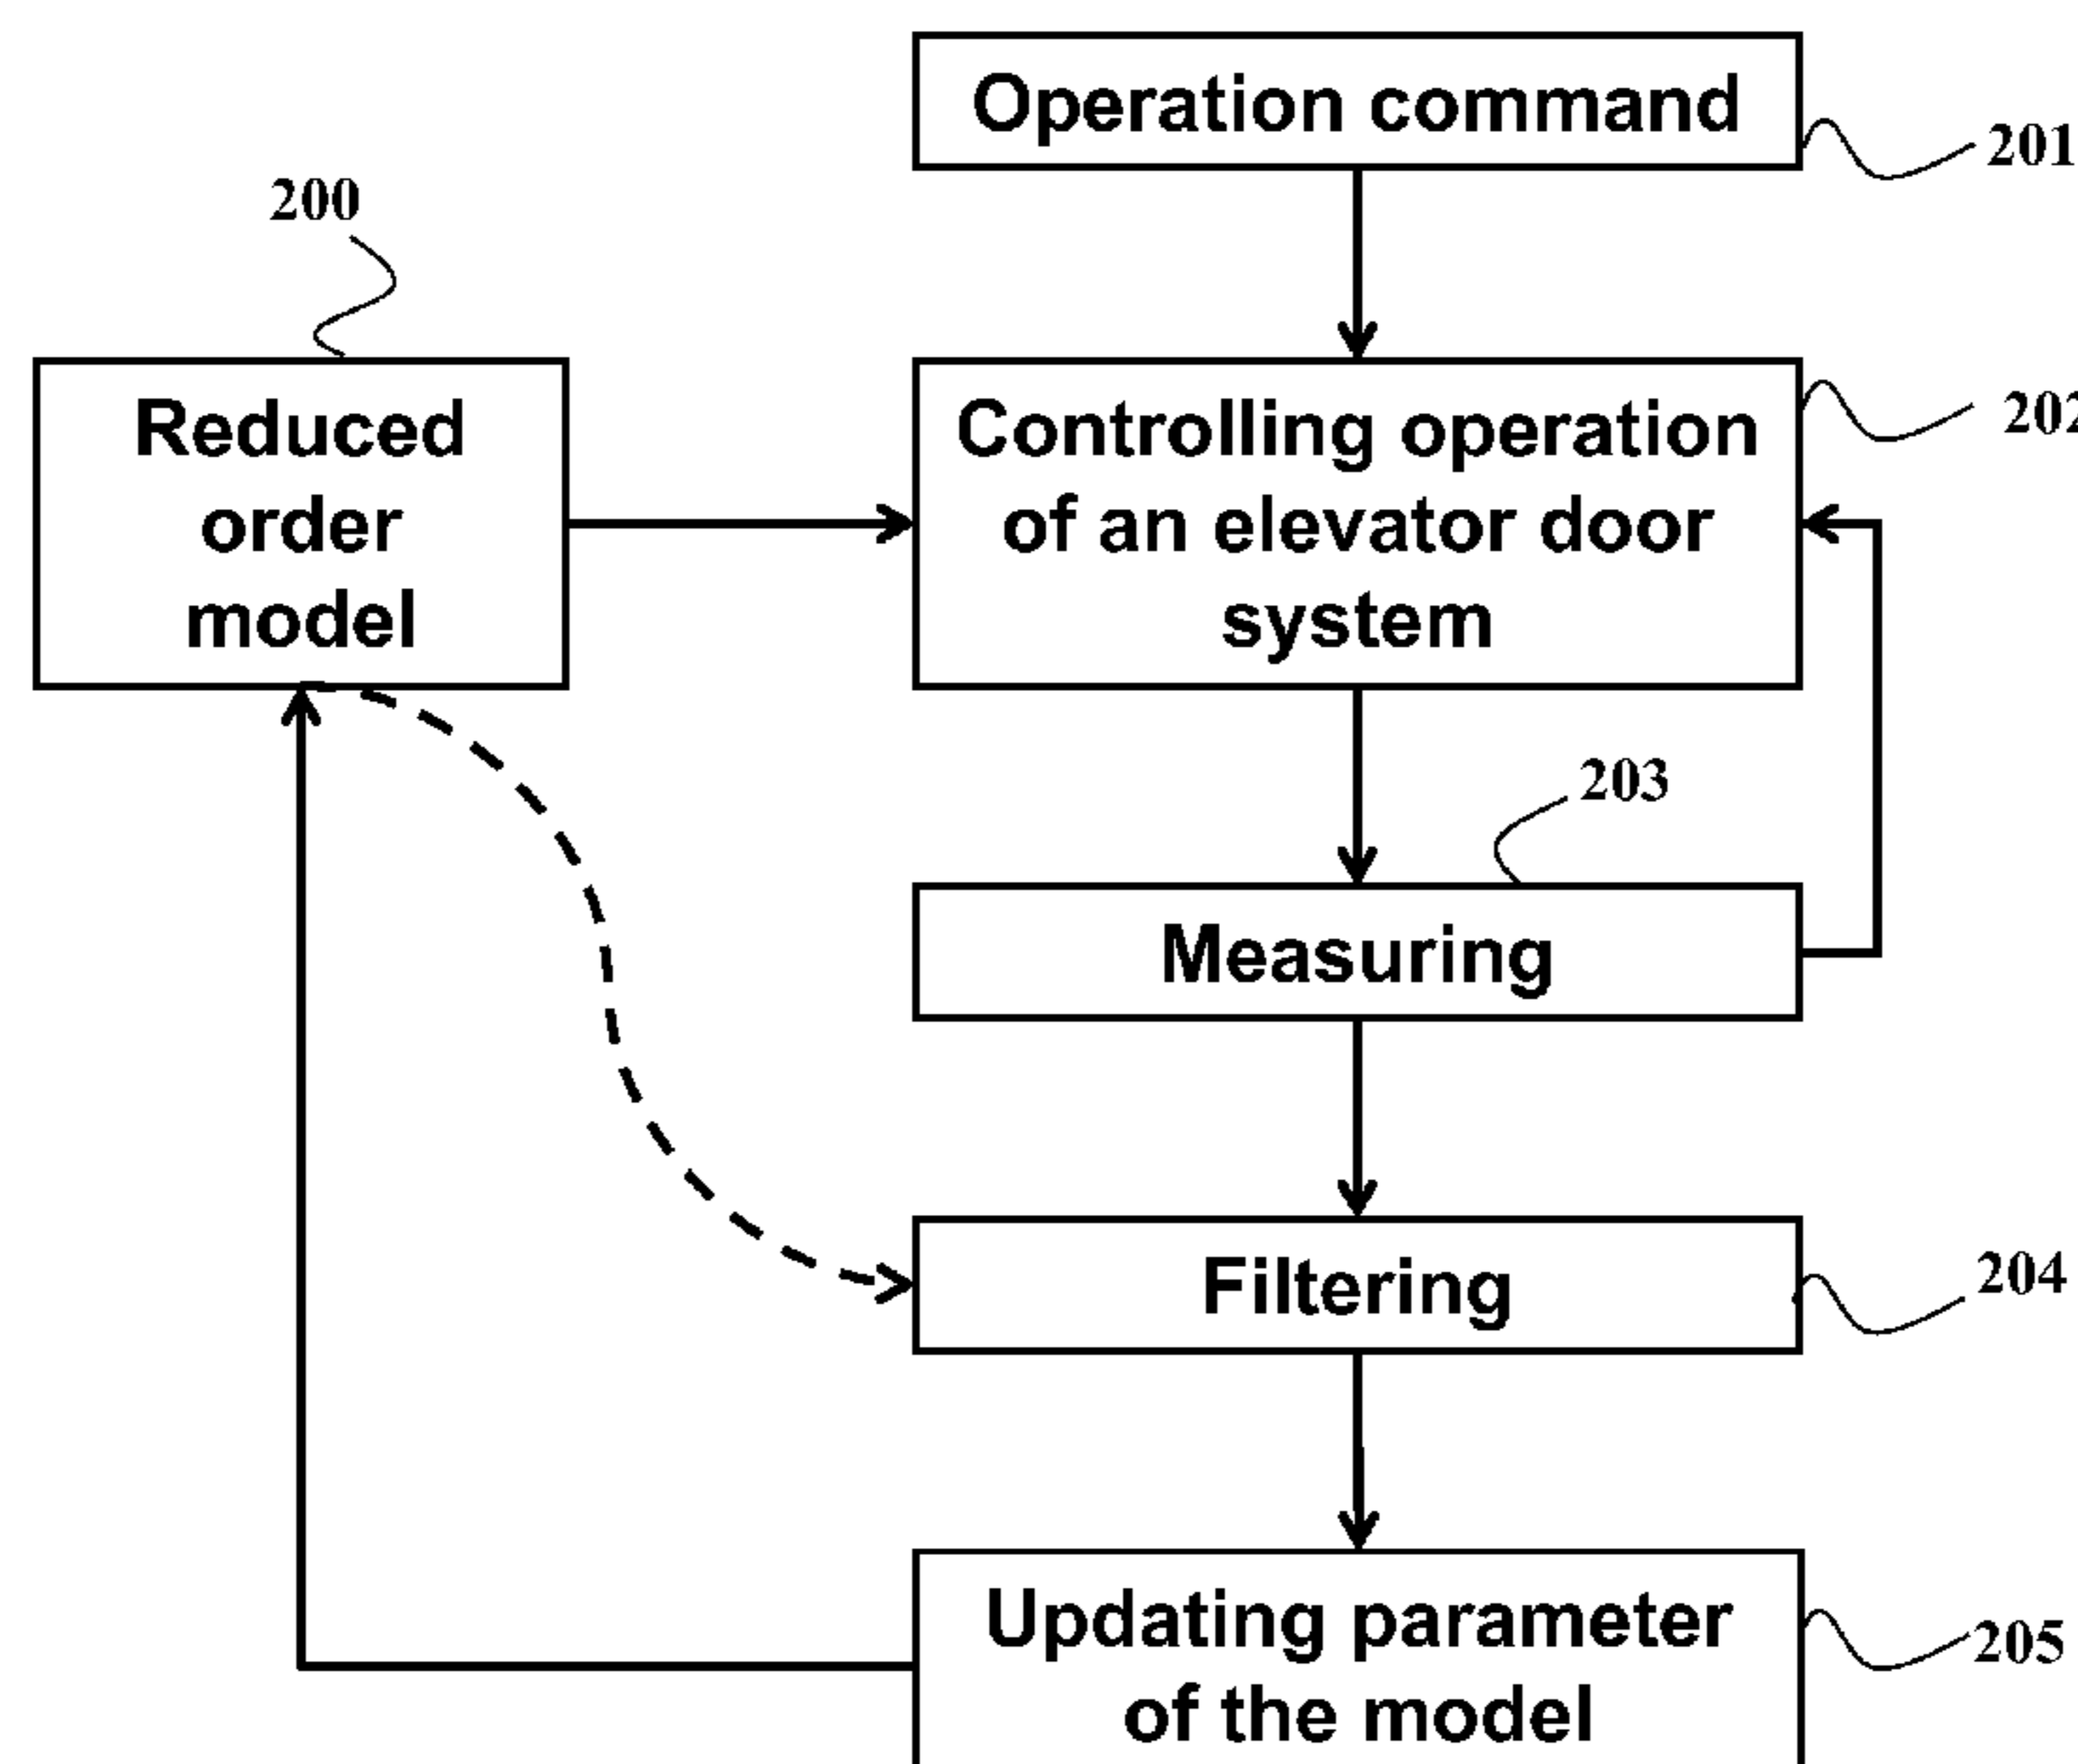 Operation command
201
200
Reduced
order
model
Controlling operation
of an elevator door
system
202
203
Measuring
Filtering
204
Updating parameter
of the model
205